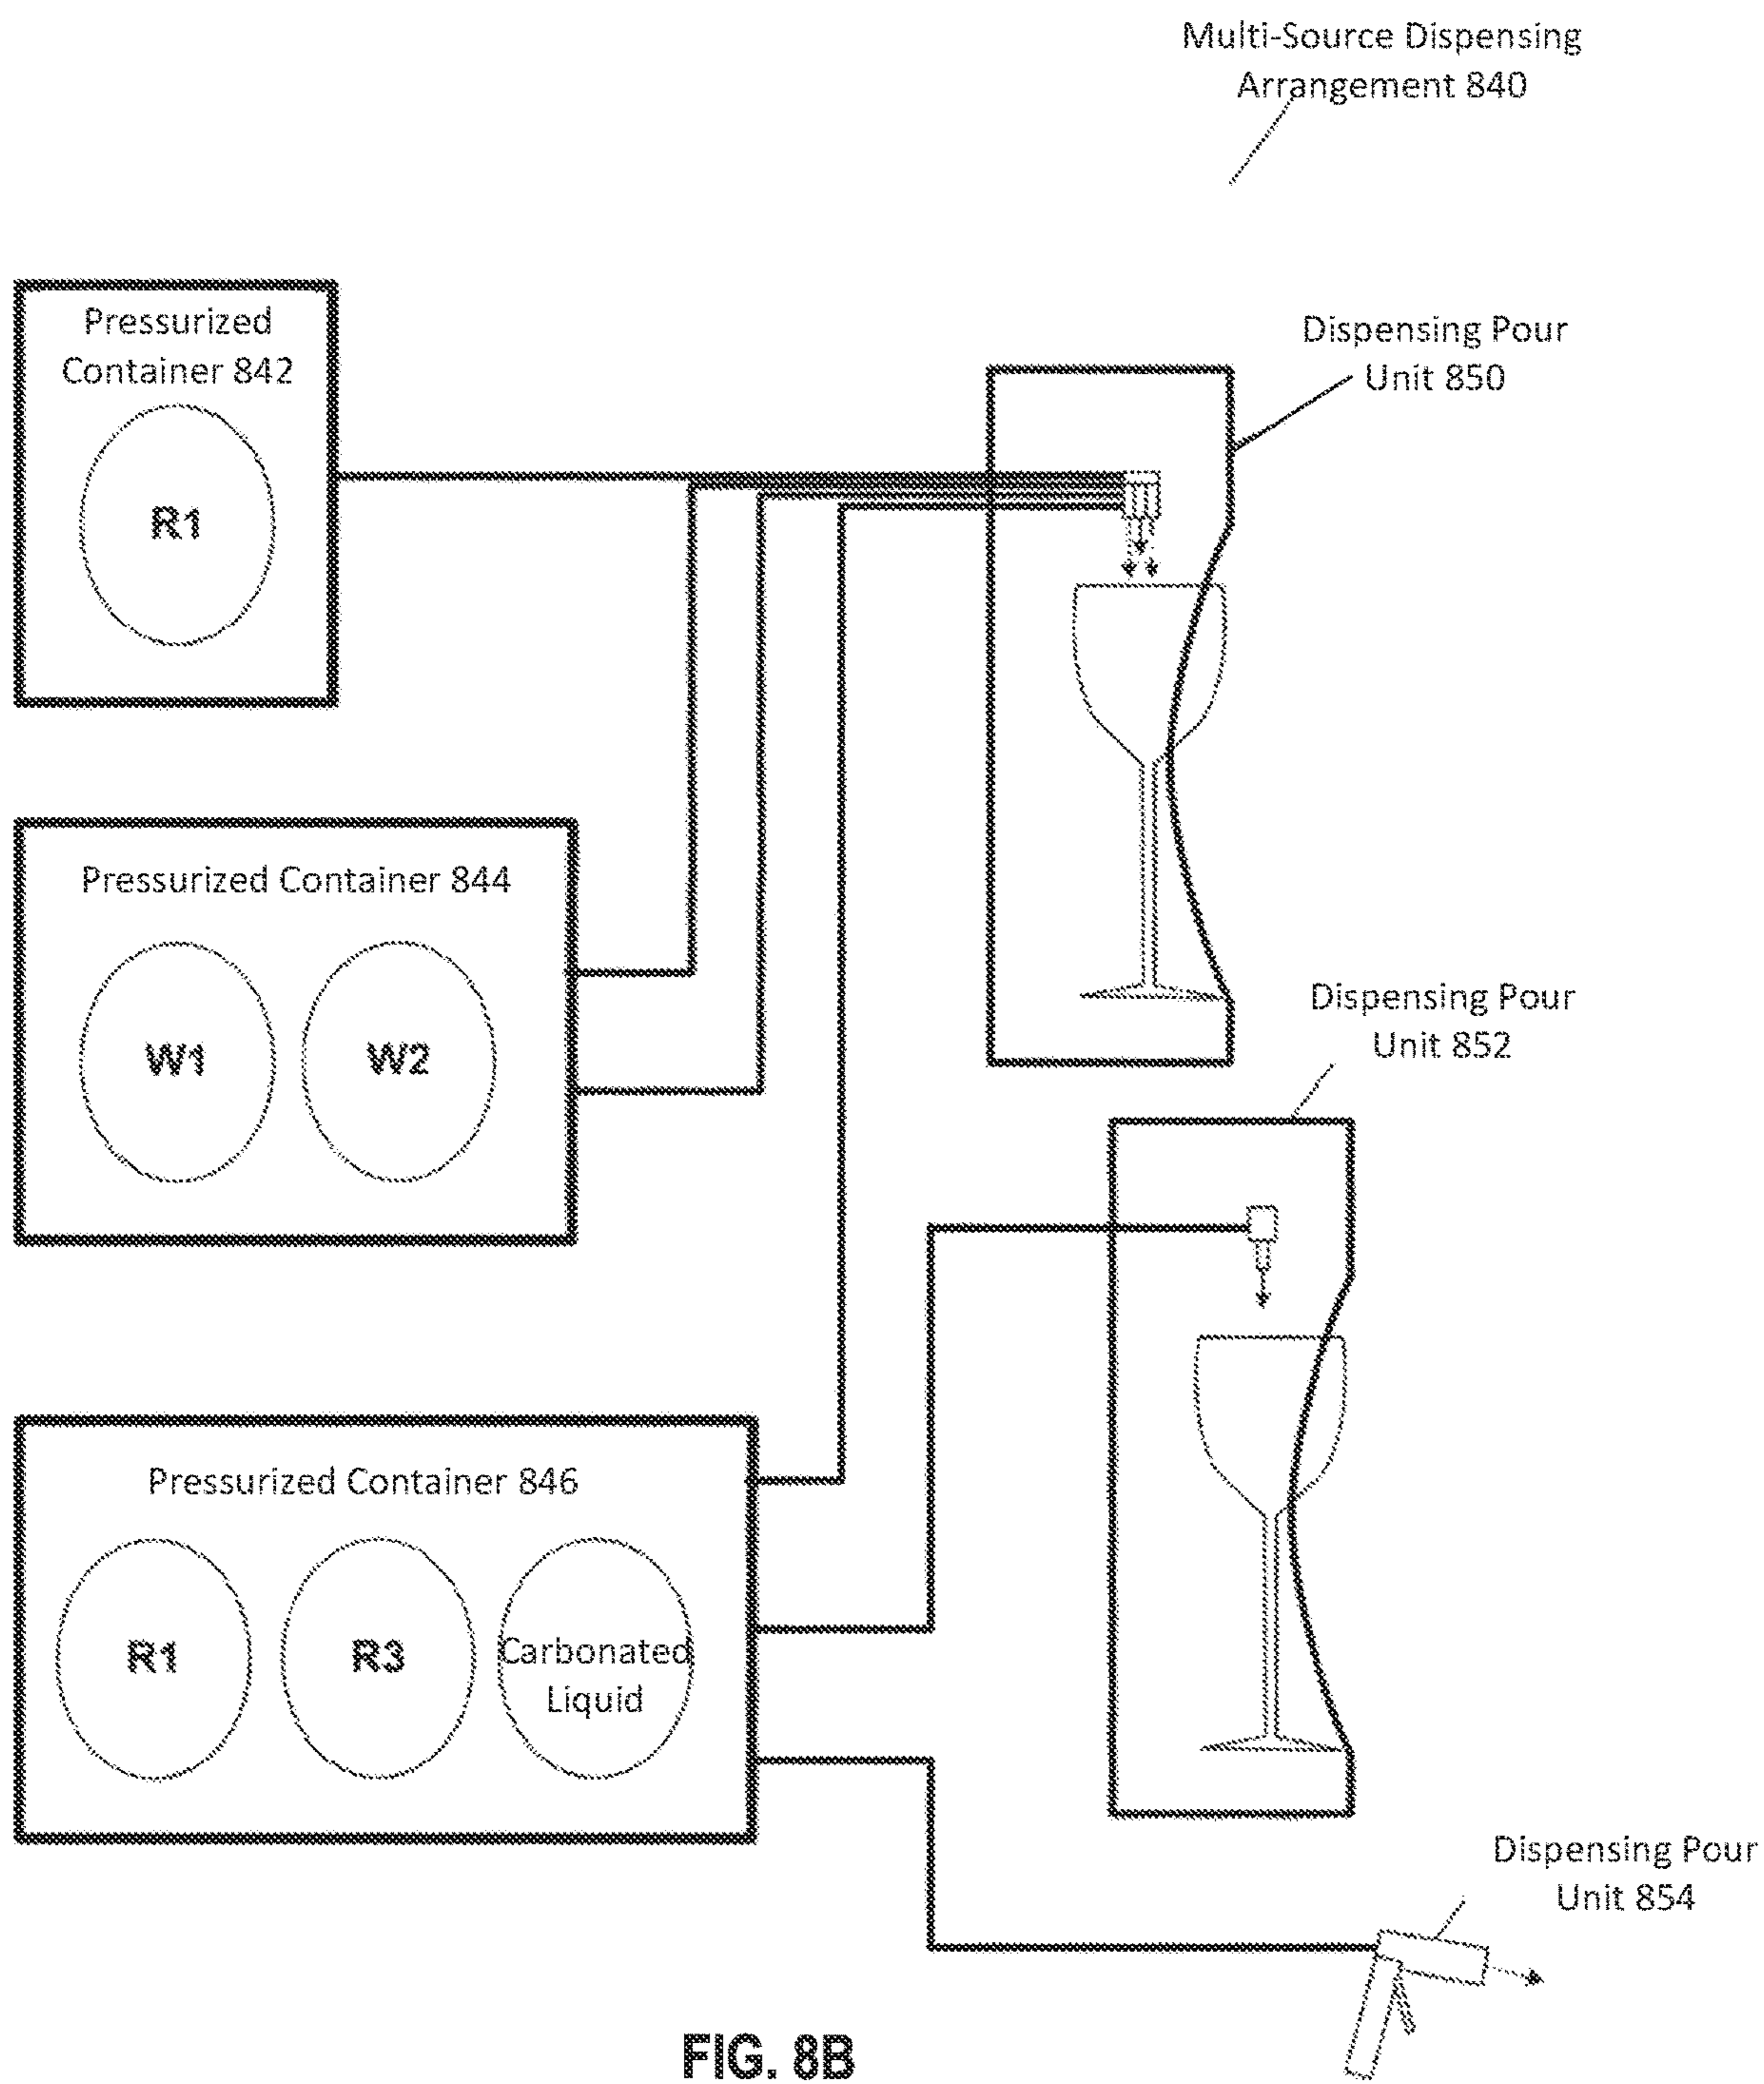 Multi-Source Dispensing
Arrangement 840
Pressurized
Container 842
R1
Dispensing Pour
Unit 850
Pressurized Container 844
W1
W2
Dispensing Pour
Unit 852
Pressurized Container 846
R1
R3
Carbonated
Liquid
Dispensing Pour
Unit 854
FIG. 8B